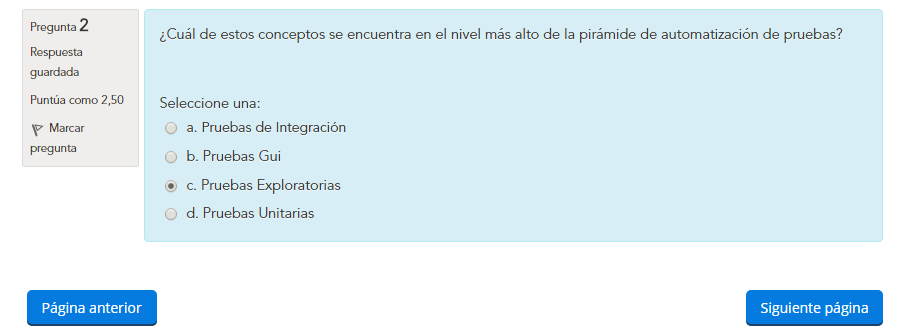 Pregunta 2
Respuesta
guardada
Puntúa como 2,50
Marcar
pregunta
¿Cuál de estos conceptos se encuentra en el nivel más alto de la pirámide de automatización de pruebas?
Seleccione una:
a. Pruebas de Integración
b. Pruebas Gui
c. Pruebas Exploratorias
d. Pruebas Unitarias
Página anterior
Siguiente página